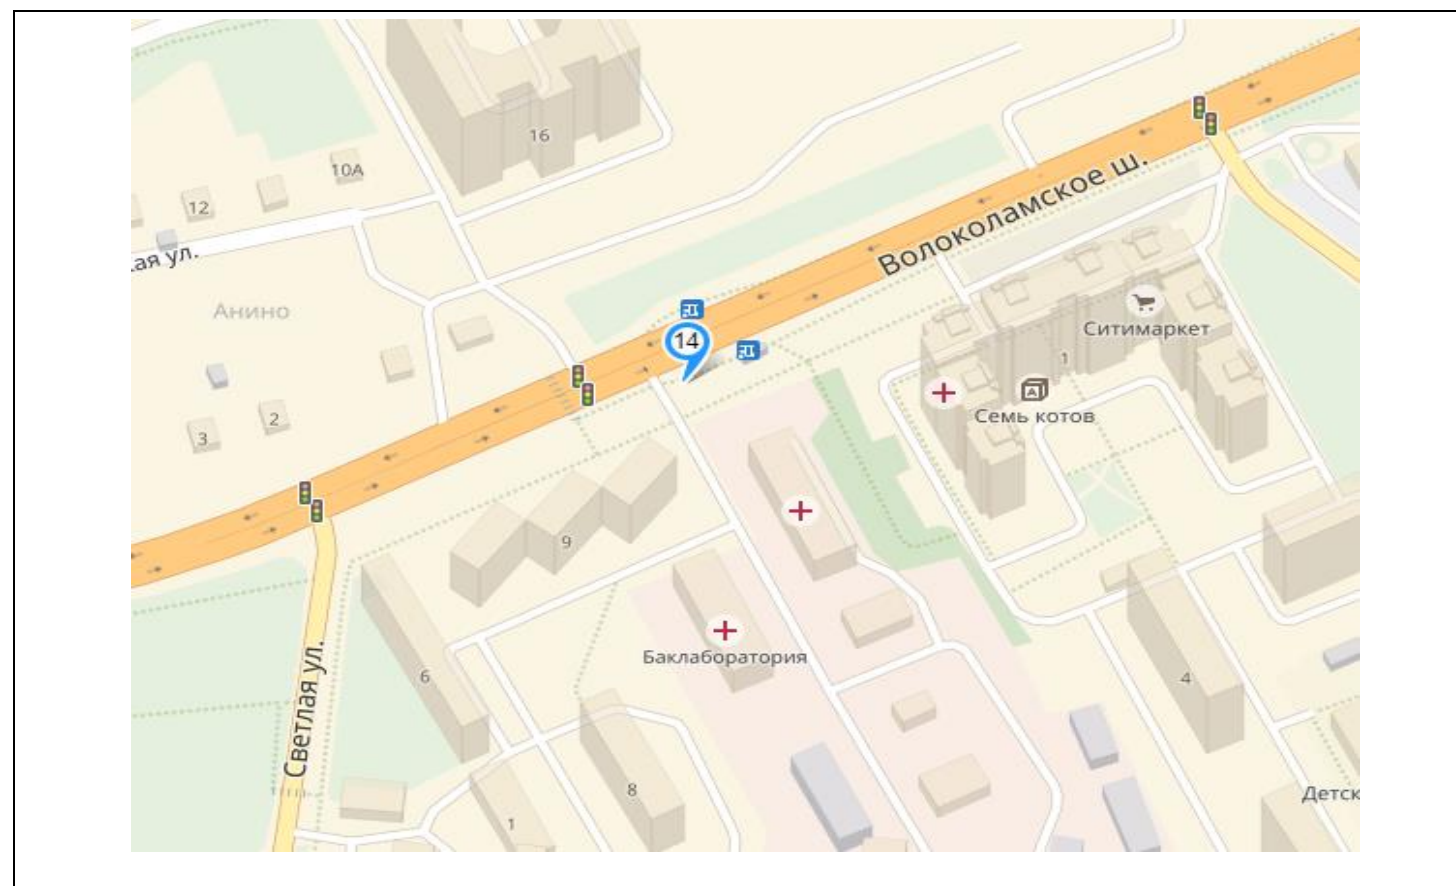 16
10А
12
ая ул.
Волоколамское ш.
Анино
14
Ситимаркет
1
Семь котов
2
3
9
Баклаборатория
6
4
Светлая ул.
8
Детск
1